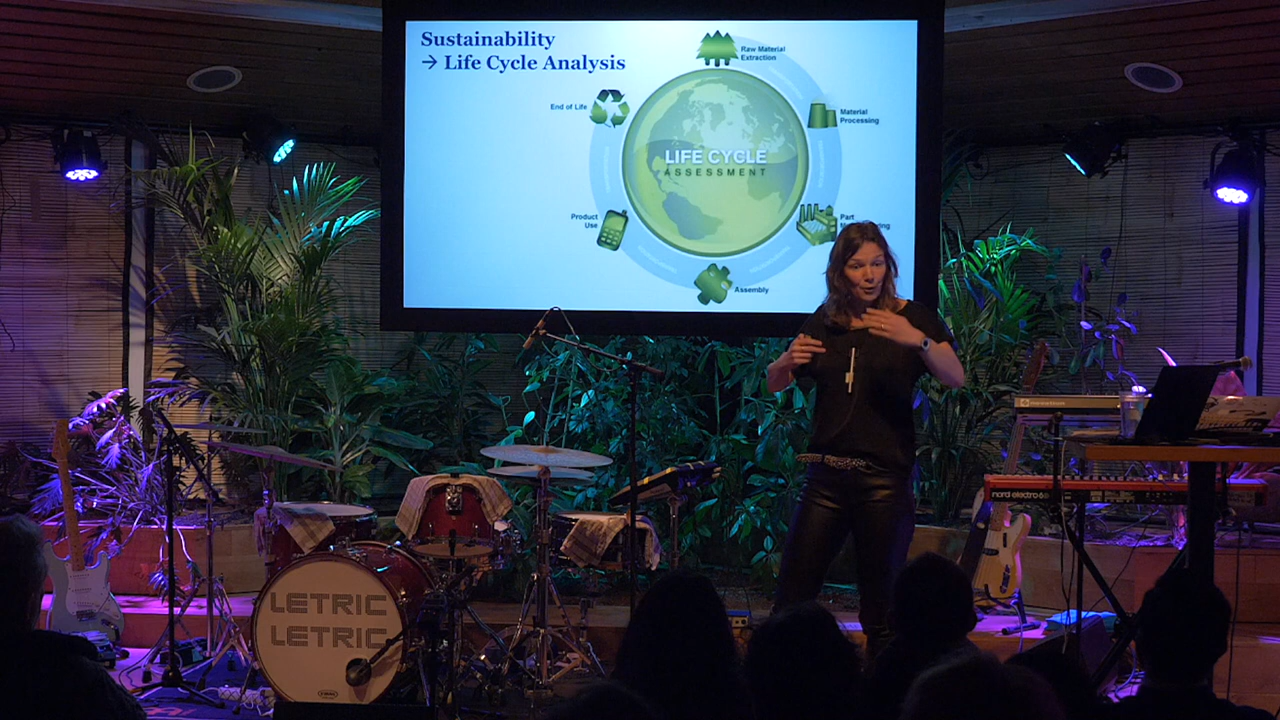 Sustainability
→ Life Cycle Analysis
Raw Material
Extraction
End of Life
Material
Processing
LIFE CYCLE
ASSESSMENT
Product
Use
Part
Assembly
LETRIC
LETRIC
nord electro 6